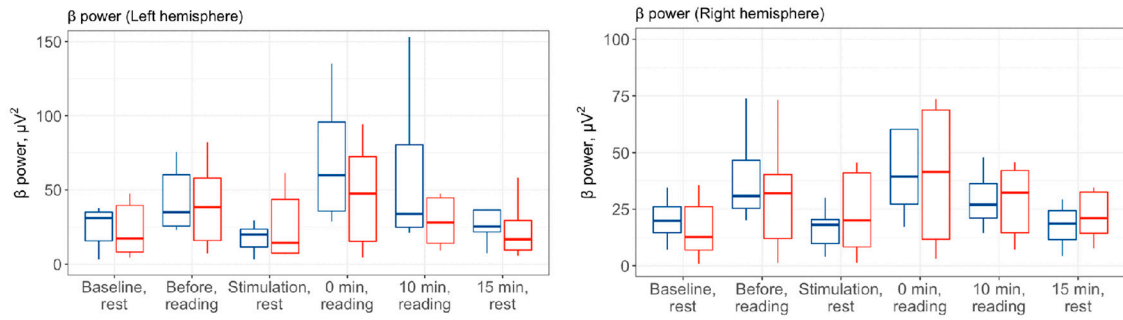 β power (Left hemisphere)
β power, μV²
150
100
50
0
Baseline, rest
Before, reading
Stimulation, rest
0 min, reading
10 min, reading
15 min, rest
β power (Right hemisphere)
β power, μV²
100
75
50
25
0
Baseline, rest
Before, reading
Stimulation, rest
0 min, reading
10 min, reading
15 min, rest